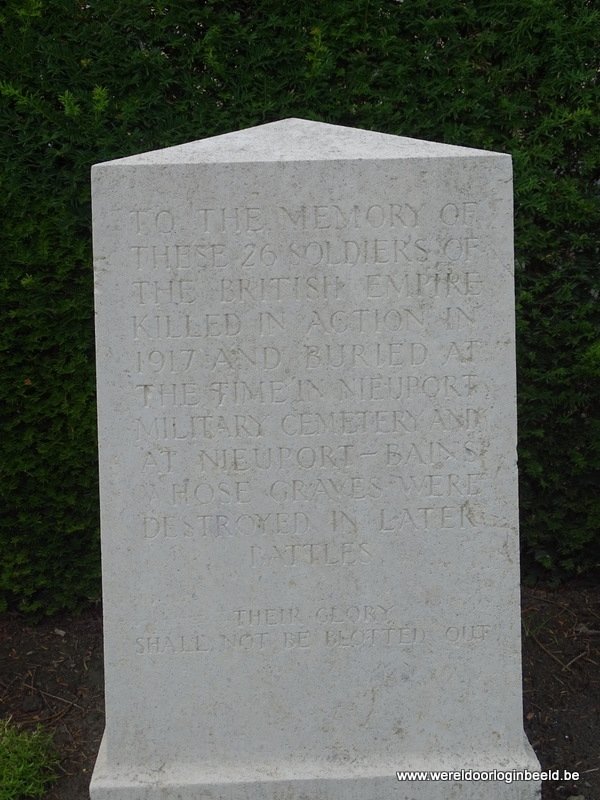 TO THE MEMORY OF
THESE 26 SOLDIERS OF
THE BRITISH EMPIRE
KILLED IN ACTION IN
1917 AND BURIED AT
THE TIME IN NIEUPORT
MILITARY CEMETERY AND
AT NIEUPORT-BAINS
WHOSE GRAVES WERE
DESTROYED IN LATER
BATTLES
THEIR GLORY
SHALL NOT BE BLOTTED OUT
www.wereldoorloginbeeld.be